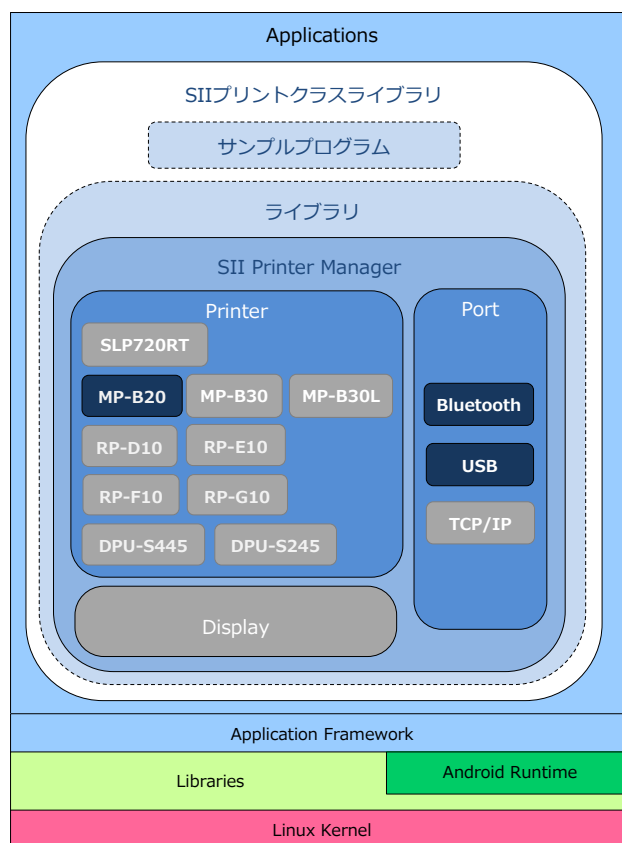 Applications
SIIプリントクラスライブラリ
サンプルプログラム
ライブラリ
SII Printer Manager
Printer
Port
SLP720RT
MP-B20
MP-B30
MP-B30L
Bluetooth
RP-D10
RP-E10
USB
RP-F10
RP-G10
TCP/IP
DPU-S445
DPU-S245
Display
Application Framework
Libraries
Android Runtime
Linux Kernel